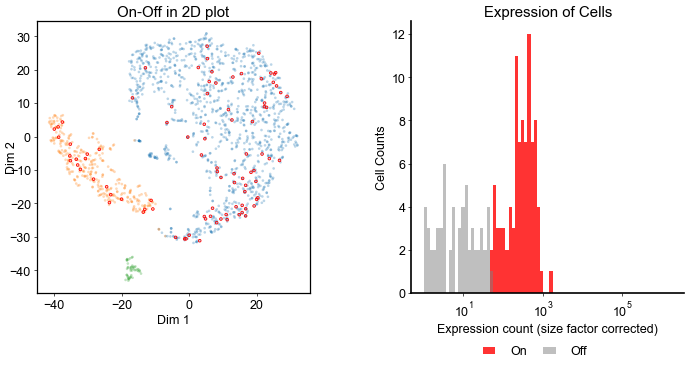 On-Off in 2D plot
Dim 2
30
20
10
0
−10
−20
−30
−40
−40 −20 0 20
Dim 1
Expression of Cells
Cell Counts
12
10
8
6
4
2
0
10^1 10^3 10^5
Expression count (size factor corrected)
On Off